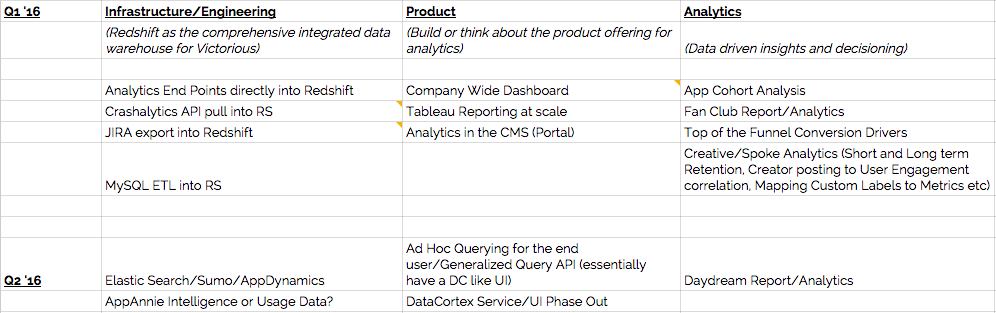 Q1 '16 Infrastructure/Engineering Product Analytics
(Redshift as the comprehensive integrated data
warehouse for Victorious)
(Build or think about the product offering for
analytics)
(Data driven insights and decisioning)
Analytics End Points directly into Redshift Company Wide Dashboard App Cohort Analysis
Crashalytics API pull into RS Tableau Reporting at scale Fan Club Report/Analytics
JIRA export into Redshift Analytics in the CMS (Portal) Top of the Funnel Conversion Drivers
MySQL ETL into RS
Creative/Spoke Analytics (Short and Long term
Retention, Creator posting to User Engagement
correlation, Mapping Custom Labels to Metrics etc)
Q2 '16 Elastic Search/Sumo/AppDynamics
Ad Hoc Querying for the end
user/Generalized Query API (essentially
have a DC like UI)
Daydream Report/Analytics
AppAnnie Intelligence or Usage Data? DataCortex Service/UI Phase Out